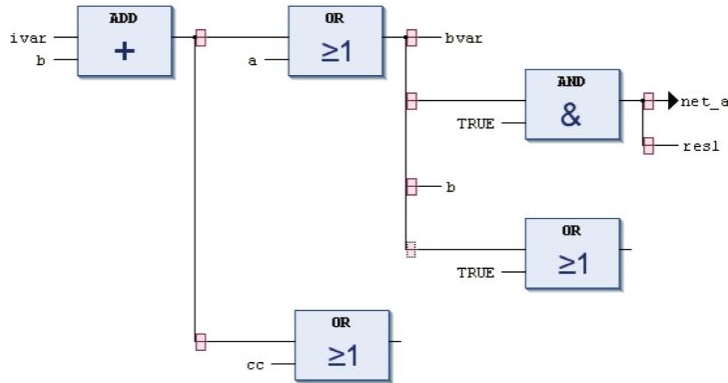 ADD
ivar
b
+
OR
a
≥1
bvar
AND
TRUE
&
net_a
resl
b
OR
TRUE
≥1
OR
cc
≥1